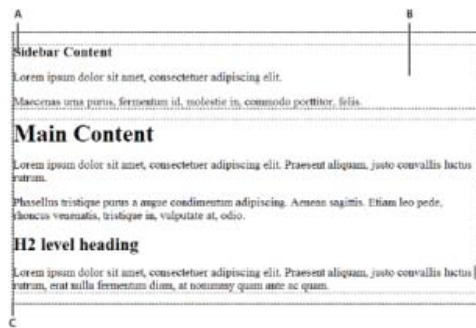 A
B
Sidebar Content
Lorem ipsum dolor sit amet, consectetuer adipiscing elit.
Maecenas urna purus, fermentum id, molestie in, commodo porttitor, felis.
Main Content
Lorem ipsum dolor sit amet, consectetuer adipiscing elit. Praesent aliquam, justo convallis luctus
rutrum.
Phasellus tristique purus a augue condimentum adipiscing. Aenean sagittis. Etiam leo pede,
rhoncus venenatis, tristique in, vulputate at, odio.
H2 level heading
Lorem ipsum dolor sit amet, consectetuer adipiscing elit. Praesent aliquam, justo convallis luctus
rutrum, erat nulla fermentum diam, at nonummy quam ante ac quam.
C